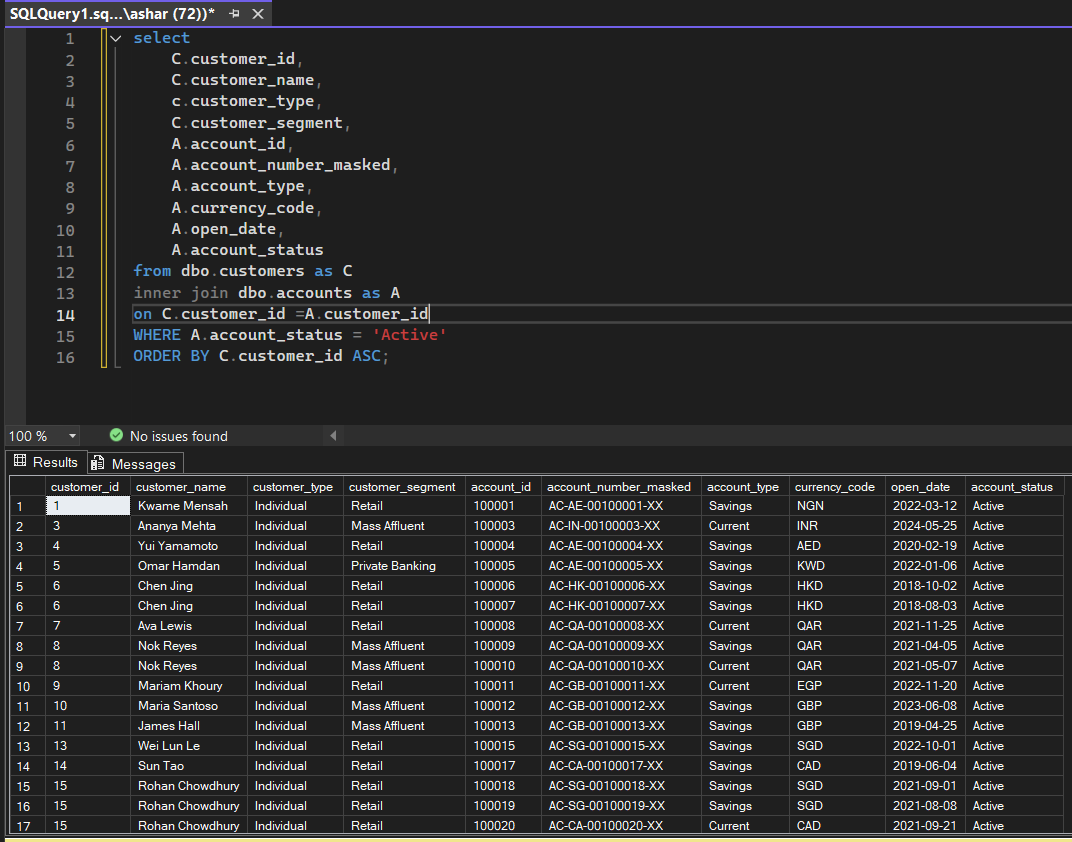 SQLQuery1.sq...\ashar (72))*
1 select
2 C.customer_id,
3 C.customer_name,
4 c.customer_type,
5 C.customer_segment,
6 A.account_id,
7 A.account_number_masked,
8 A.account_type,
9 A.currency_code,
10 A.open_date,
11 A.account_status
12 from dbo.customers as C
13 inner join dbo.accounts as A
14 on C.customer_id =A.customer_id
15 WHERE A.account_status = 'Active'
16 ORDER BY C.customer_id ASC;
100 % No issues found
Results Messages
customer_id customer_name customer_type customer_segment account_id account_number_masked account_type currency_code open_date account_status
1 1 Kwame Mensah Individual Retail 100001 AC-AE-00100001-XX Savings NGN 2022-03-12 Active
2 3 Ananya Mehta Individual Mass Affluent 100003 AC-IN-00100003-XX Current INR 2024-05-25 Active
3 4 Yui Yamamoto Individual Retail 100004 AC-AE-00100004-XX Savings AED 2020-02-19 Active
4 5 Omar Hamdan Individual Private Banking 100005 AC-AE-00100005-XX Savings KWD 2022-01-06 Active
5 6 Chen Jing Individual Retail 100006 AC-HK-00100006-XX Savings HKD 2018-10-02 Active
6 6 Chen Jing Individual Retail 100007 AC-HK-00100007-XX Savings HKD 2018-08-03 Active
7 7 Ava Lewis Individual Retail 100008 AC-QA-00100008-XX Current QAR 2021-11-25 Active
8 8 Nok Reyes Individual Mass Affluent 100009 AC-QA-00100009-XX Savings QAR 2021-04-05 Active
9 8 Nok Reyes Individual Mass Affluent 100010 AC-QA-00100010-XX Current QAR 2021-05-07 Active
10 9 Mariam Khoury Individual Retail 100011 AC-GB-00100011-XX Current EGP 2022-11-20 Active
11 10 Maria Santoso Individual Mass Affluent 100012 AC-GB-00100012-XX Savings GBP 2023-06-08 Active
12 11 James Hall Individual Mass Affluent 100013 AC-GB-00100013-XX Savings GBP 2019-04-25 Active
13 13 Wei Lun Le Individual Retail 100015 AC-SG-00100015-XX Savings SGD 2022-10-01 Active
14 14 Sun Tao Individual Retail 100017 AC-CA-00100017-XX Savings CAD 2019-06-04 Active
15 15 Rohan Chowdhury Individual Retail 100018 AC-SG-00100018-XX Savings SGD 2021-09-01 Active
16 15 Rohan Chowdhury Individual Retail 100019 AC-SG-00100019-XX Savings SGD 2021-08-08 Active
17 15 Rohan Chowdhury Individual Retail 100020 AC-CA-00100020-XX Current CAD 2021-09-21 Active